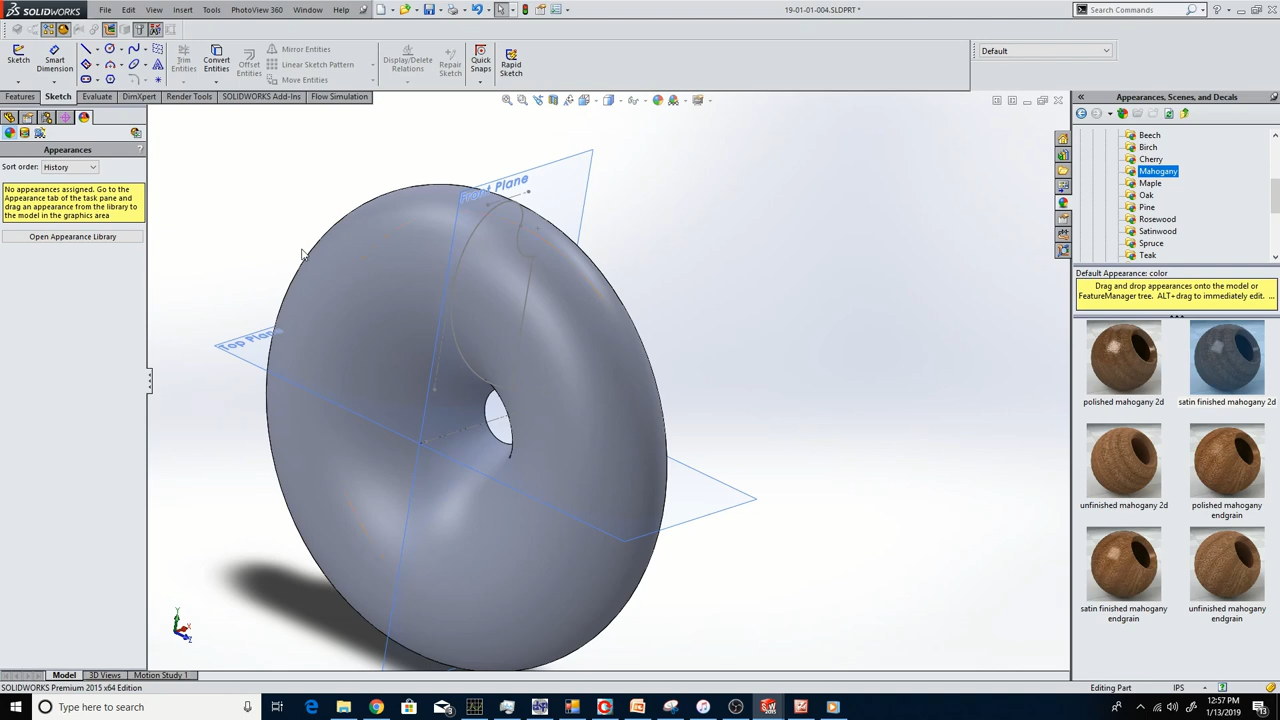 SOLIDWORKS
File Edit View Insert Tools PhotoView 360 Window Help
19-01-01-004.SLDPRT *
Search Commands
Sketch
Smart Dimension
Trim Entities
Convert Entities
Offset Entities
Mirror Entities
Linear Sketch Pattern
Move Entities
Display/Delete Relations
Repair Sketch
Quick Snaps
Rapid Sketch
Default
Features Sketch Evaluate DimXpert Render Tools SOLIDWORKS Add-Ins Flow Simulation
Appearances, Scenes, and Decals
Appearances
?
Sort order: History
No appearances assigned. Go to the
Appearance tab of the task pane and
drag an appearance from the library to
the model in the graphics area
Open Appearance Library
Front Plane
Top Plane
Y
X
Z
Beech
Birch
Cherry
Mahogany
Maple
Oak
Pine
Rosewood
Satinwood
Spruce
Teak
Default Appearance: color
Drag and drop appearances onto the model or
FeatureManager tree. ALT+drag to immediately edit. ...
polished mahogany 2d
satin finished mahogany 2d
unfinished mahogany 2d
polished mahogany endgrain
satin finished mahogany endgrain
unfinished mahogany endgrain
Model 3D Views Motion Study 1
SOLIDWORKS Premium 2015 x64 Edition
Editing Part IPS
Type here to search
12:57 PM
1/13/2019